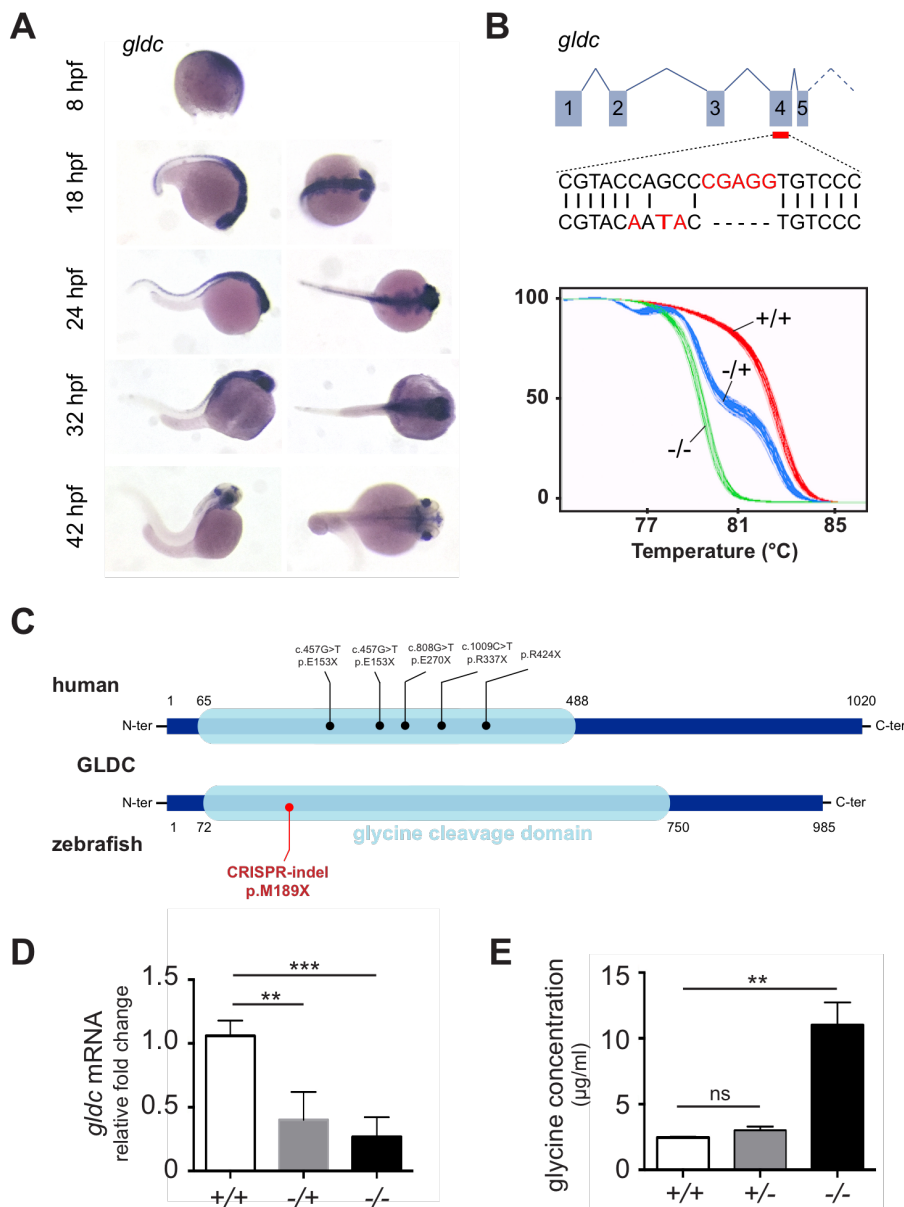 A
gldc
8 hpf
18 hpf
24 hpf
32 hpf
42 hpf
B
gldc
1 2 3 4 5
CGTACCAGCCCGAGGTGTCCC
CGTACAATAC-----TGTCCC
100
50
0
+/+
-/+
-/-
77 81 85
Temperature (°C)
C
c.457G>T c.457G>T c.808G>T c.1009C>T
p.E153X p.E153X p.E270X p.R337X p.R424X
human
1 65 488 1020
N-ter C-ter
GLDC
N-ter C-ter
1 72 glycine cleavage domain 750 985
zebrafish
CRISPR-indel
p.M189X
D
gldc mRNA
relative fold change
1.5
1.0
0.5
0
***
**
+/+ -/+ -/-
E
glycine concentration
(µg/ml)
15
10
5
0
**
ns
+/+ +/- -/-